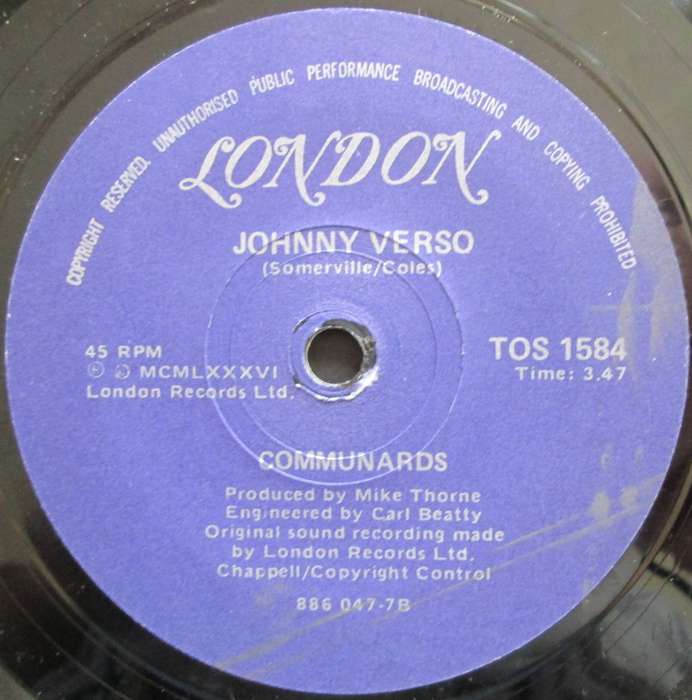 COPYRIGHT RESERVED. UNAUTHORISED PUBLIC PERFORMANCE BROADCASTING AND COPYING PROHIBITED
LONDON
JOHNNY VERSO
(Somerville/Coles)
45 RPM
TOS 1584
Ⓟ © MCMLXXXVI
Time: 3.47
London Records Ltd.
COMMUNARDS
Produced by Mike Thorne
Engineered by Carl Beatty
Original sound recording made
by London Records Ltd.
Chappell/Copyright Control
886 047-7B